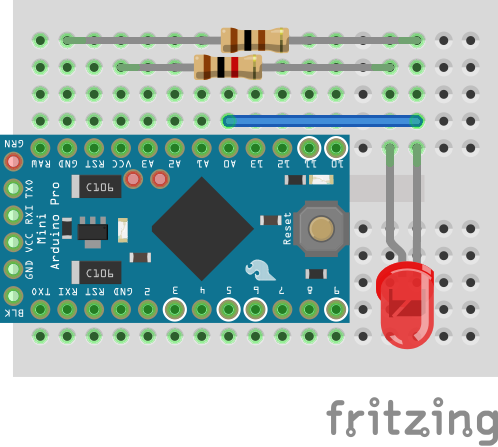 GRN
RAW GND RST VCC A3 A2 A1 A0 13 12 11 10
C106
GND VCC RXI TXO
Mini
Arduino Pro
Reset
C106
TXO RXI RST GND 2 3 4 5 6 7 8 9
BLK
fritzing